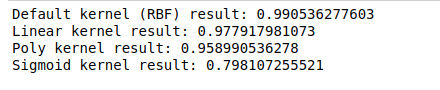 Default kernel (RBF) result: 0.990536277603
Linear kernel result: 0.977917981073
Poly kernel result: 0.958990536278
Sigmoid kernel result: 0.798107255521